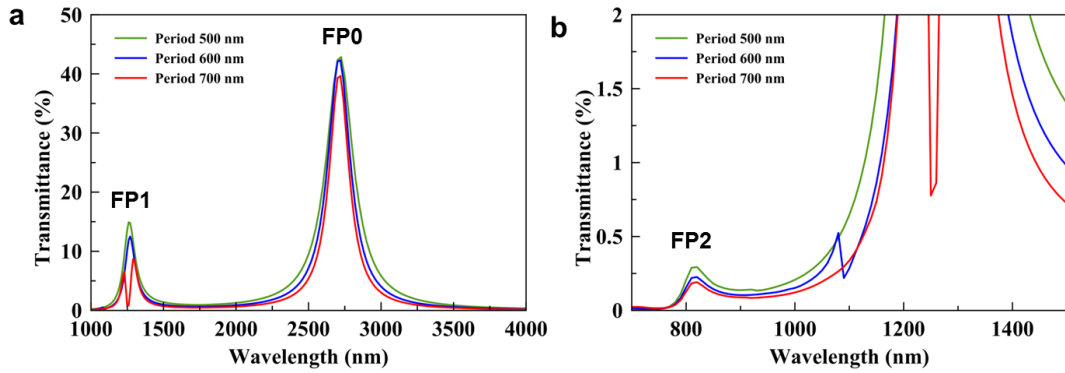 a
50
40
30
20
10
0
Transmittance (%)
Period 500 nm
Period 600 nm
Period 700 nm
FP0
FP1
1000 1500 2000 2500 3000 3500 4000
Wavelength (nm)
b
2
1.5
1
0.5
0
Transmittance (%)
Period 500 nm
Period 600 nm
Period 700 nm
FP2
800 1000 1200 1400
Wavelength (nm)